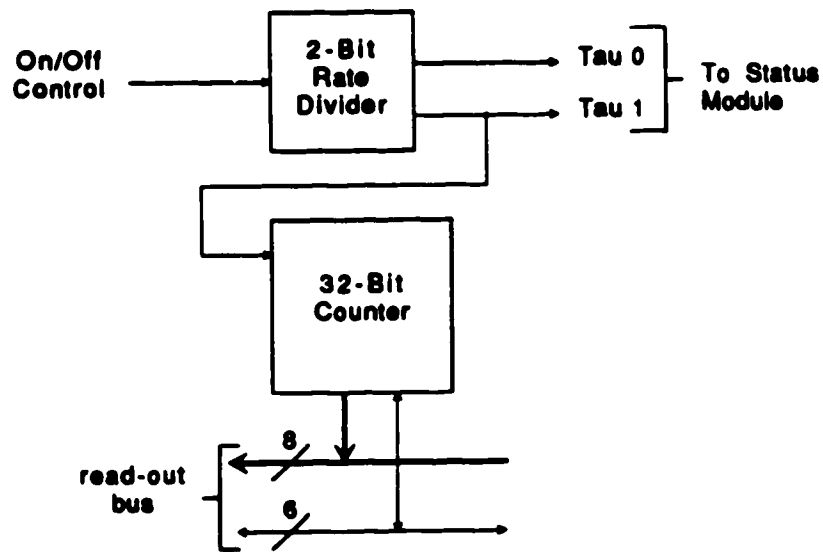 On/Off
Control
2-Bit
Rate
Divider
Tau 0
Tau 1
To Status
Module
32-Bit
Counter
read-out
bus
8
6